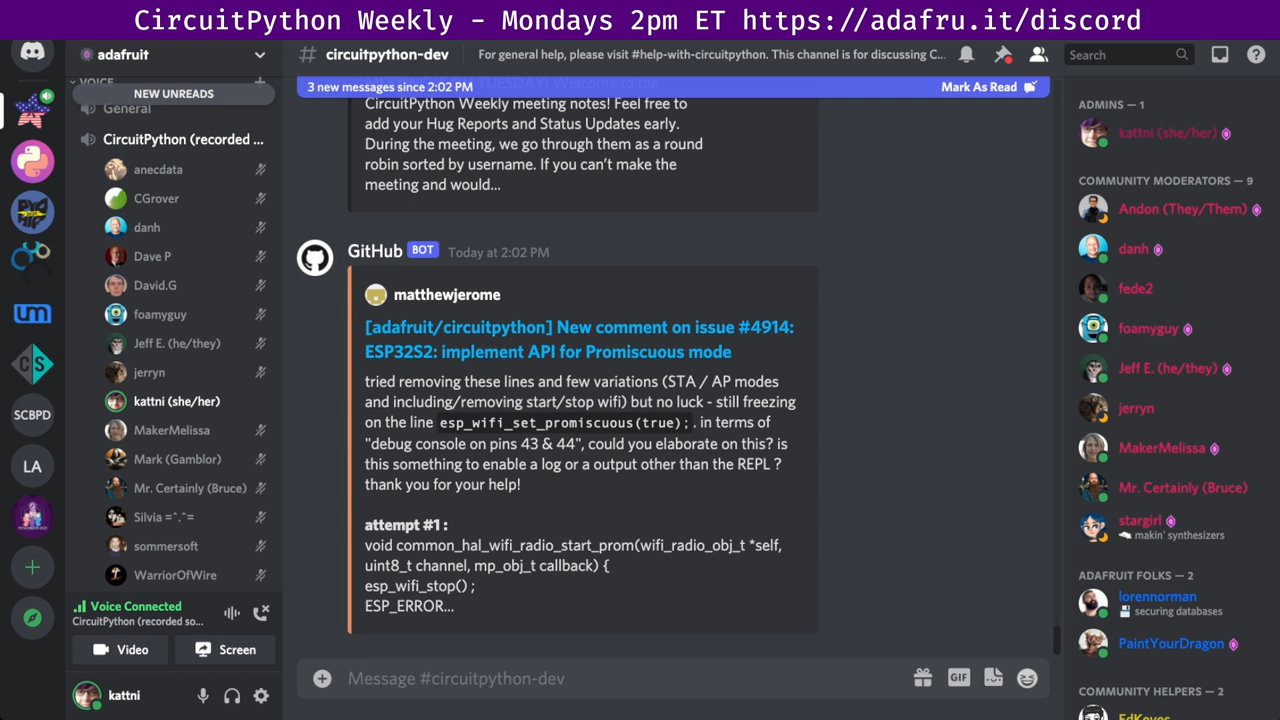 CircuitPython Weekly - Mondays 2pm ET https://adafru.it/discord
adafruit
VOICE
NEW UNREADS
General
CircuitPython (recorded ...
anecdata
CGrover
danh
Dave P
David.G
foamyguy
Jeff E. (he/they)
jerryn
kattni (she/her)
MakerMelissa
Mark (Gamblor)
Mr. Certainly (Bruce)
Silvia =^.^=
sommersoft
WarriorOfWire
Voice Connected
CircuitPython (recorded so...
Video
Screen
kattni
CS
SCBPD
LA
# circuitpython-dev
For general help, please visit #help-with-circuitpython. This channel is for discussing C...
Search
3 new messages since 2:02 PM
Mark As Read
CircuitPython Weekly meeting notes! Feel free to
add your Hug Reports and Status Updates early.
During the meeting, we go through them as a round
robin sorted by username. If you can't make the
meeting and would...
GitHub BOT Today at 2:02 PM
matthewjerome
[adafruit/circuitpython] New comment on issue #4914:
ESP32S2: implement API for Promiscuous mode
tried removing these lines and few variations (STA / AP modes
and including/removing start/stop wifi) but no luck - still freezing
on the line esp_wifi_set_promiscuous(true);. in terms of
"debug console on pins 43 & 44", could you elaborate on this? is
this something to enable a log or a output other than the REPL ?
thank you for your help!
attempt #1 :
void common_hal_wifi_radio_start_prom(wifi_radio_obj_t *self,
uint8_t channel, mp_obj_t callback) {
esp_wifi_stop() ;
ESP_ERROR...
Message #circuitpython-dev
GIF
ADMINS — 1
kattni (she/her)
COMMUNITY MODERATORS — 9
Andon (They/Them)
danh
fede2
foamyguy
Jeff E. (he/they)
jerryn
MakerMelissa
Mr. Certainly (Bruce)
stargirl
makin' synthesizers
ADAFRUIT FOLKS — 2
lorennorman
securing databases
PaintYourDragon
COMMUNITY HELPERS — 2
EdKeyes